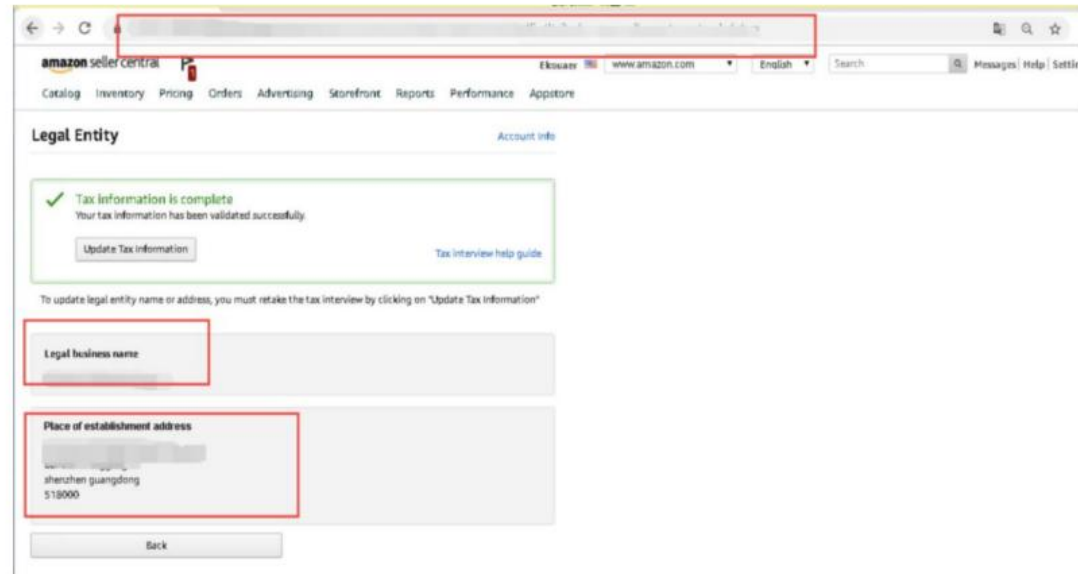 amazon seller central
1
Ekouaer www.amazon.com English Search Messages | Help | Setti
Catalog Inventory Pricing Orders Advertising Storefront Reports Performance Appstore
Legal Entity
Account Info
Tax information is complete
Your tax information has been validated successfully.
Update Tax Information
Tax interview help guide
To update legal entity name or address, you must retake the tax interview by clicking on "Update Tax Information"
Legal business name
Place of establishment address
shenzhen guangdong
518000
Back